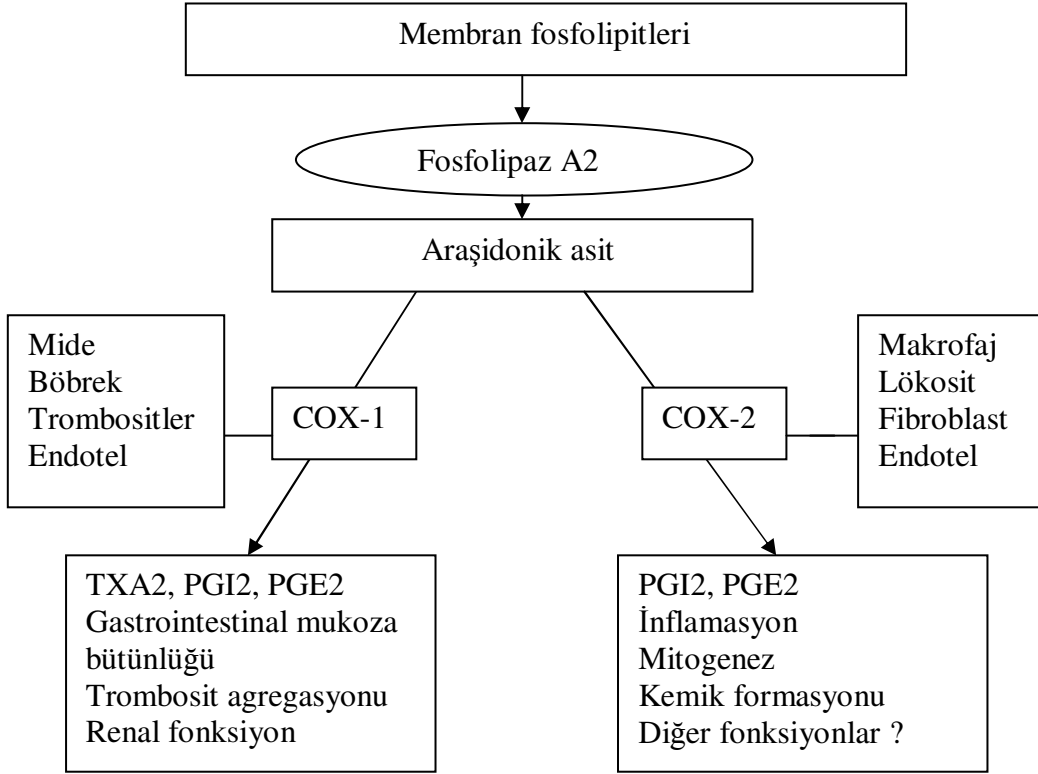 Membran fosfolipitleri
Fosfolipaz A2
Araşidonik asit
Mide
Böbrek
Trombositler
Endotel
COX-1
COX-2
Makrofaj
Lökosit
Fibroblast
Endotel
TXA2, PGI2, PGE2
Gastrointestinal mukoza
bütünlüğü
Trombosit agregasyonu
Renal fonksiyon
PGI2, PGE2
İnflamasyon
Mitogenez
Kemik formasyonu
Diğer fonksiyonlar ?